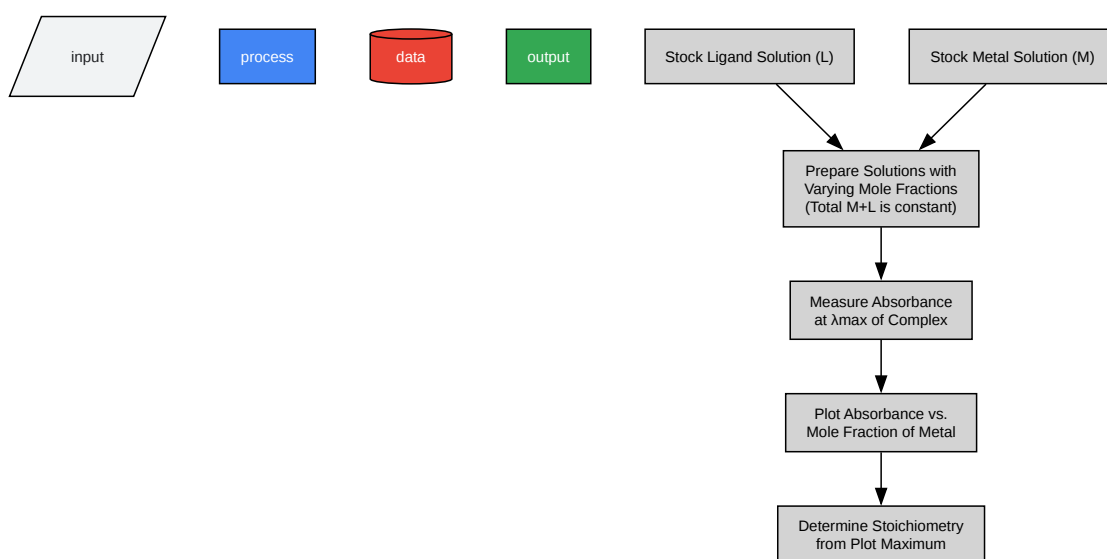 input
process
data
output
Stock Ligand Solution (L)
Stock Metal Solution (M)
Prepare Solutions with
Varying Mole Fractions
(Total M+L is constant)
Measure Absorbance
at λmax of Complex
Plot Absorbance vs.
Mole Fraction of Metal
Determine Stoichiometry
from Plot Maximum